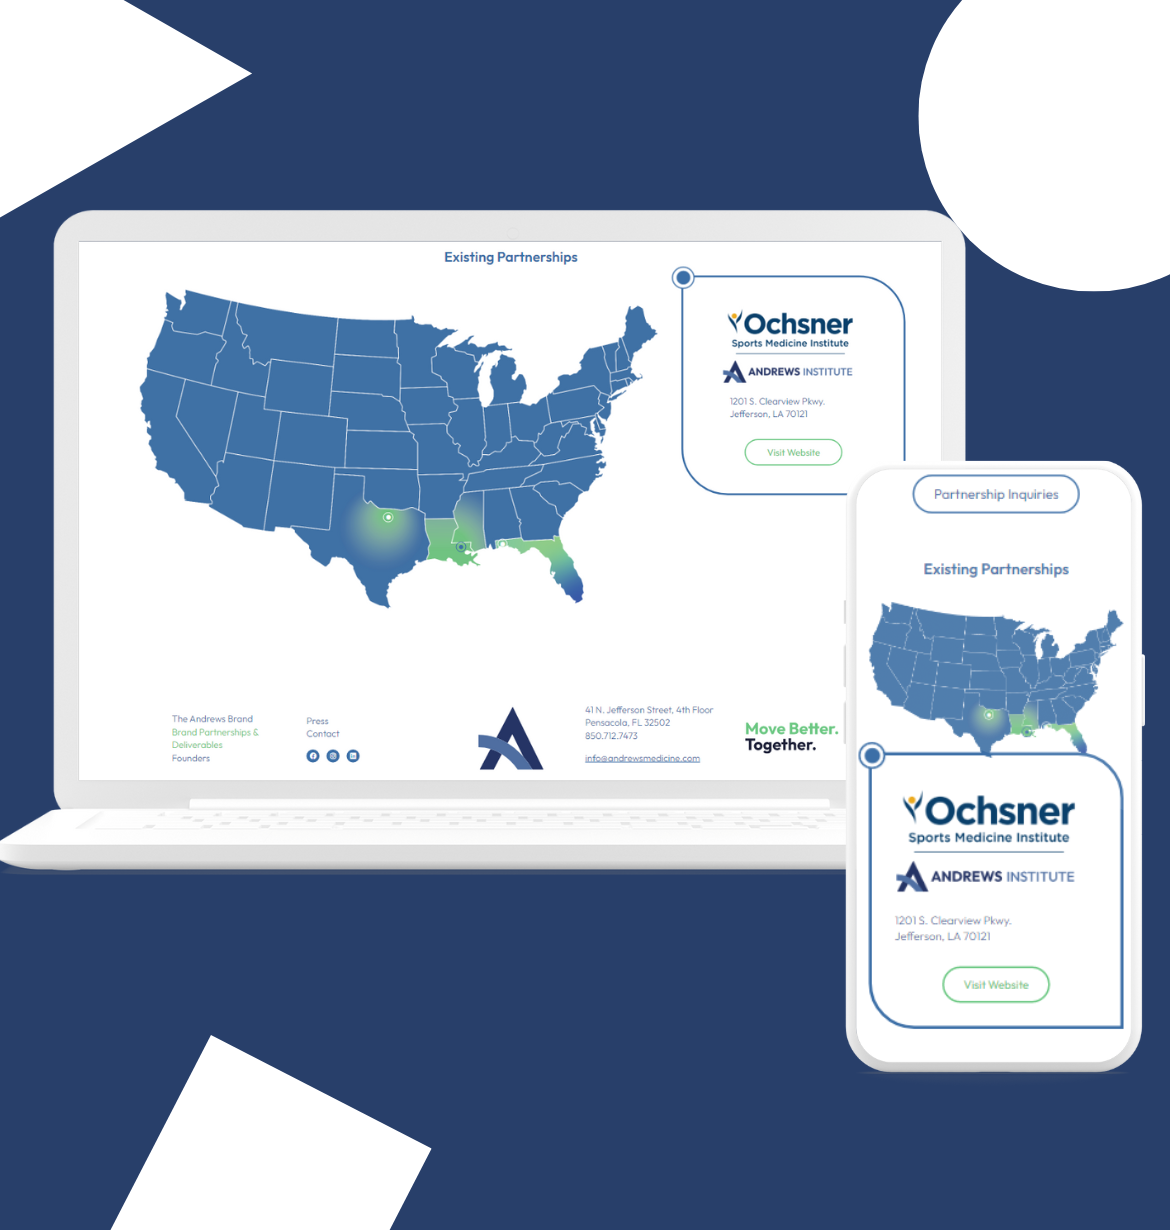 Existing Partnerships
Ochsner
Sports Medicine Institute
ANDREWS INSTITUTE
1201 S. Clearview Pkwy.
Jefferson, LA 70121
Visit Website
The Andrews Brand
Brand Partnerships &
Deliverables
Founders
Press
Contact
41 N. Jefferson Street, 4th Floor
Pensacola, FL 32502
850.712.7473
info@andrewsmedicine.com
Move Better.
Together.
Partnership Inquiries
Existing Partnerships
Ochsner
Sports Medicine Institute
ANDREWS INSTITUTE
1201 S. Clearview Pkwy.
Jefferson, LA 70121
Visit Website